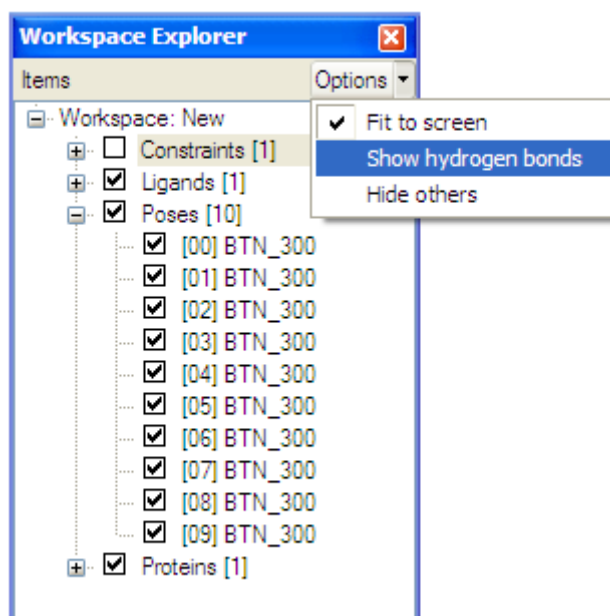 Workspace Explorer
Items Options
Workspace: New
Fit to screen
Constraints [1]
Show hydrogen bonds
Ligands [1]
Hide others
Poses [10]
[00] BTN_300
[01] BTN_300
[02] BTN_300
[03] BTN_300
[04] BTN_300
[05] BTN_300
[06] BTN_300
[07] BTN_300
[08] BTN_300
[09] BTN_300
Proteins [1]